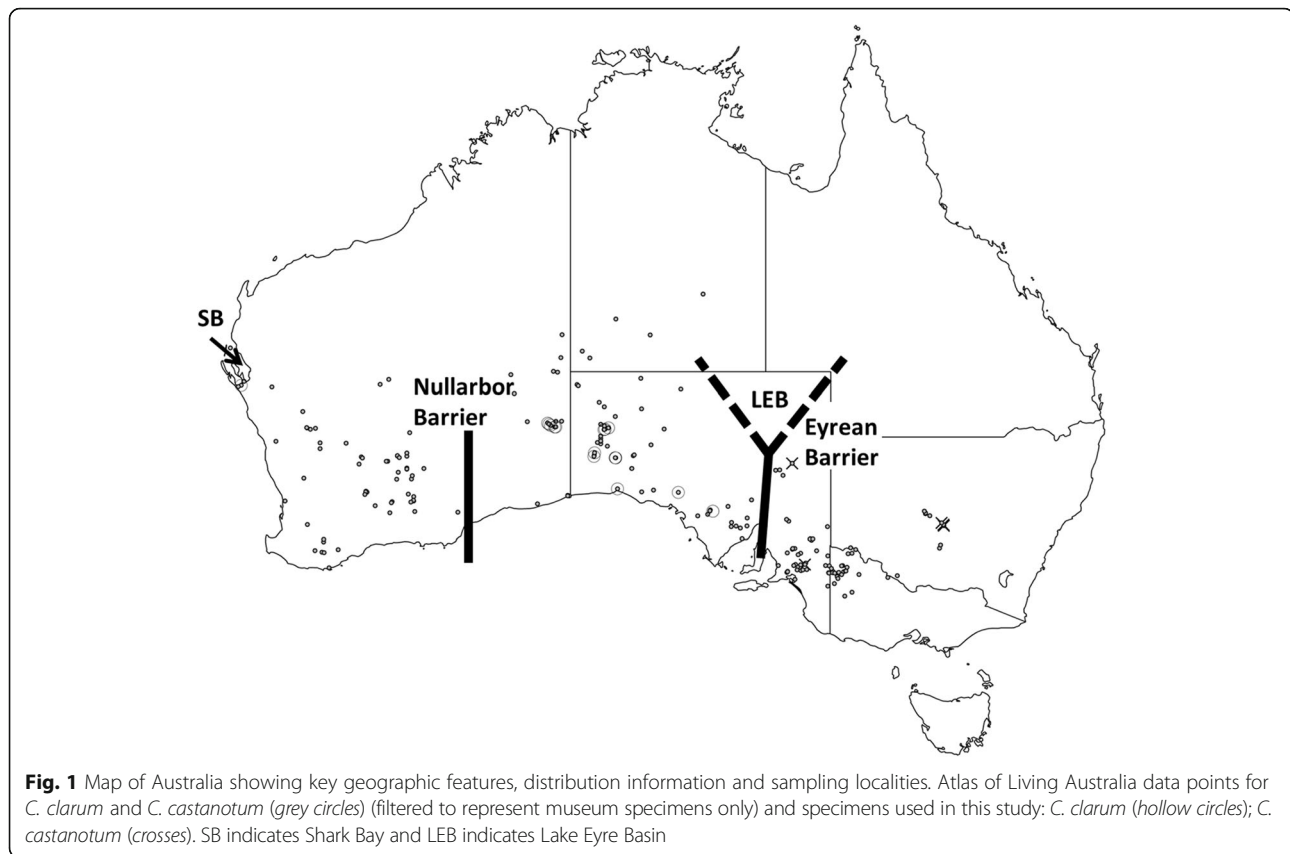 SB
Nullarbor
Barrier
LEB
Eyrean
Barrier
Fig. 1 Map of Australia showing key geographic features, distribution information and sampling localities. Atlas of Living Australia data points for
C. clarum and C. castanotum (grey circles) (filtered to represent museum specimens only) and specimens used in this study: C. clarum (hollow circles); C.
castanotum (crosses). SB indicates Shark Bay and LEB indicates Lake Eyre Basin